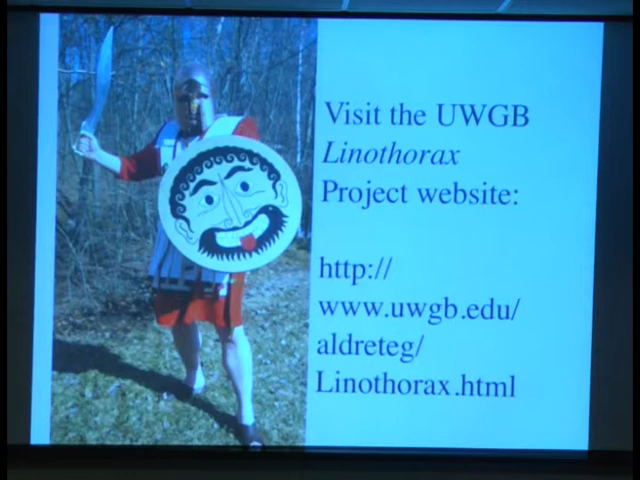 Visit the UWGB
Linothorax
Project website:
http://
www.uwgb.edu/
aldreteg/
Linothorax.html